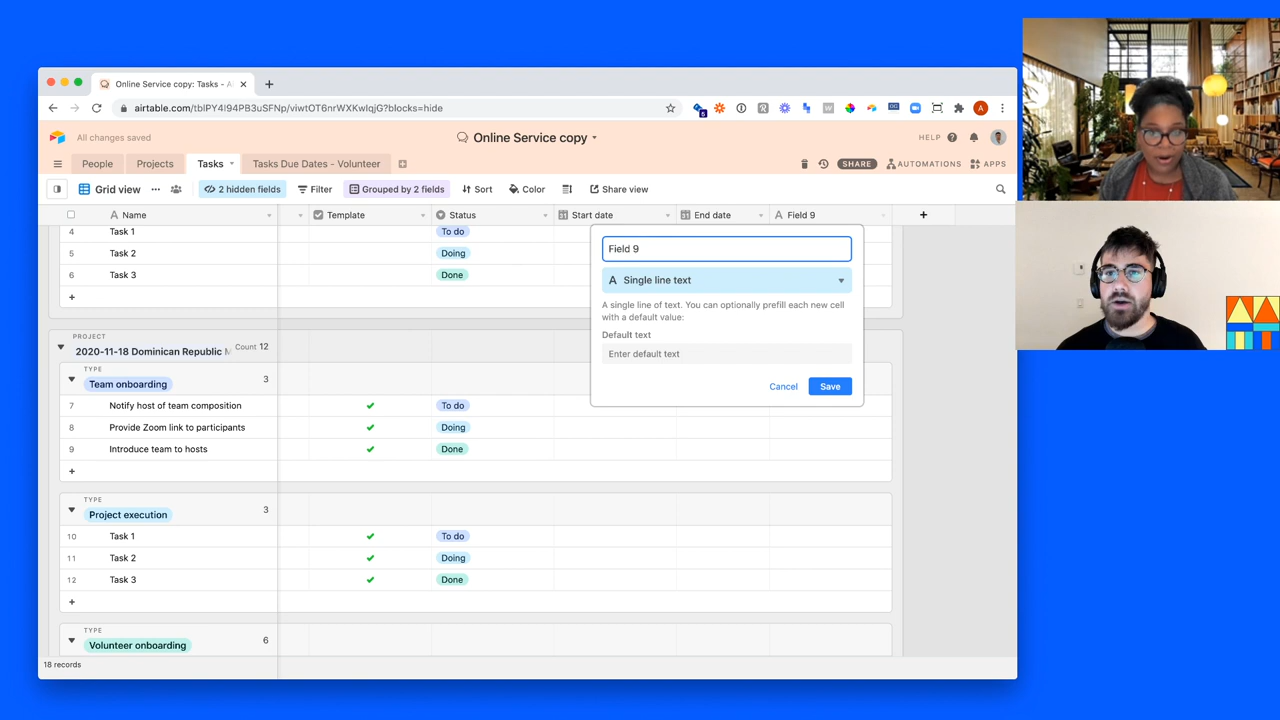 Online Service copy: Tasks - A
airtable.com/tblPY4I94PB3uSFNp/viwtOT6nrWXKwIqjG?blocks=hide
5
A
All changes saved
Online Service copy
HELP
People
Projects
Tasks
Tasks Due Dates - Volunteer
SHARE
AUTOMATIONS
APPS
Grid view
2 hidden fields
Filter
Grouped by 2 fields
Sort
Color
Share view
Name
Template
Status
Start date
End date
Field 9
4 Task 1 To do
5 Task 2 Doing
6 Task 3 Done
Field 9
Single line text
A single line of text. You can optionally prefill each new cell
with a default value:
Default text
Enter default text
Cancel
Save
PROJECT
2020-11-18 Dominican Republic
Count 12
TYPE
Team onboarding
3
7 Notify host of team composition To do
8 Provide Zoom link to participants Doing
9 Introduce team to hosts Done
TYPE
Project execution
3
10 Task 1 To do
11 Task 2 Doing
12 Task 3 Done
TYPE
Volunteer onboarding
6
18 records